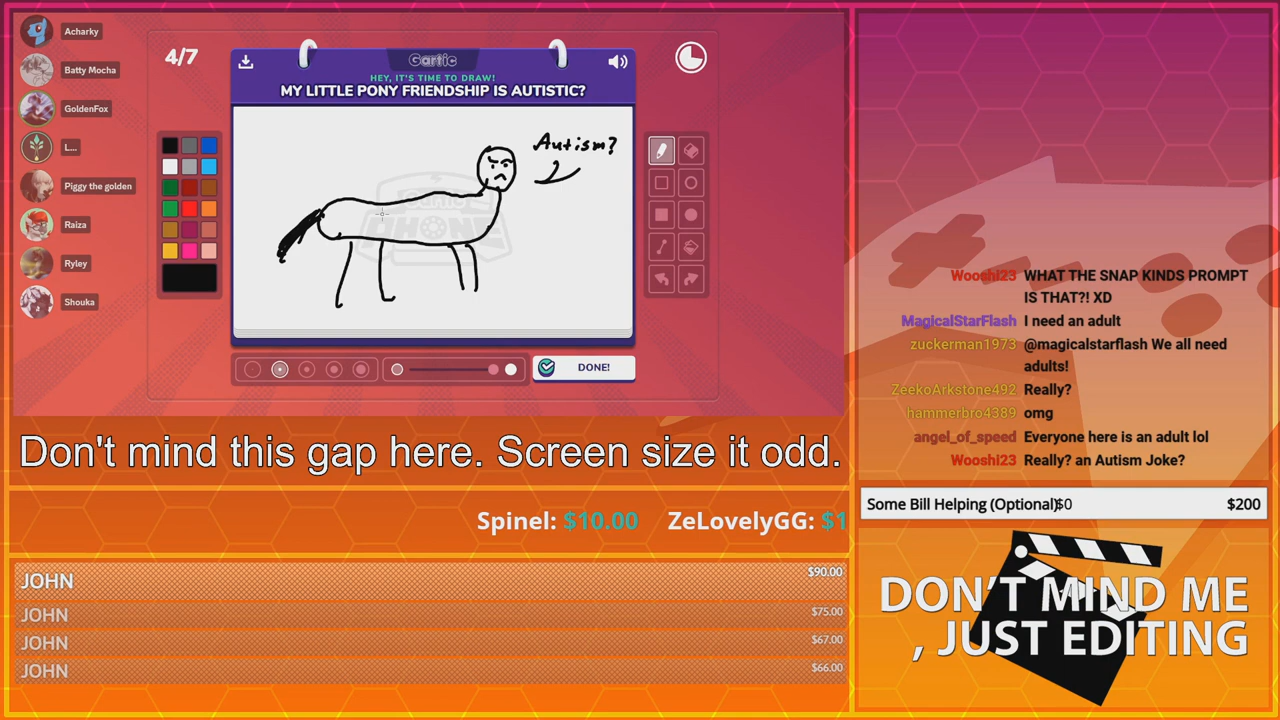 Acharky
Batty Mocha
GoldenFox
L...
Piggy the golden
Raiza
Ryley
Shouka
4/7
Gartic
HEY, IT'S TIME TO DRAW!
MY LITTLE PONY FRIENDSHIP IS AUTISTIC?
Autism?
GARTIC
PHONE
DONE!
Don't mind this gap here. Screen size it odd.
Spinel: $10.00 ZeLovelyGG: $1
JOHN $90.00
JOHN $75.00
JOHN $67.00
JOHN $66.00
Wooshi23 WHAT THE SNAP KINDS PROMPT
IS THAT?! XD
MagicalStarFlash I need an adult
zuckerman1973 @magicalstarflash We all need
adults!
ZeekoArkstone492 Really?
hammerbro4389 omg
angel_of_speed Everyone here is an adult lol
Wooshi23 Really? an Autism Joke?
Some Bill Helping (Optional) $0 $200
DON'T MIND ME
, JUST EDITING